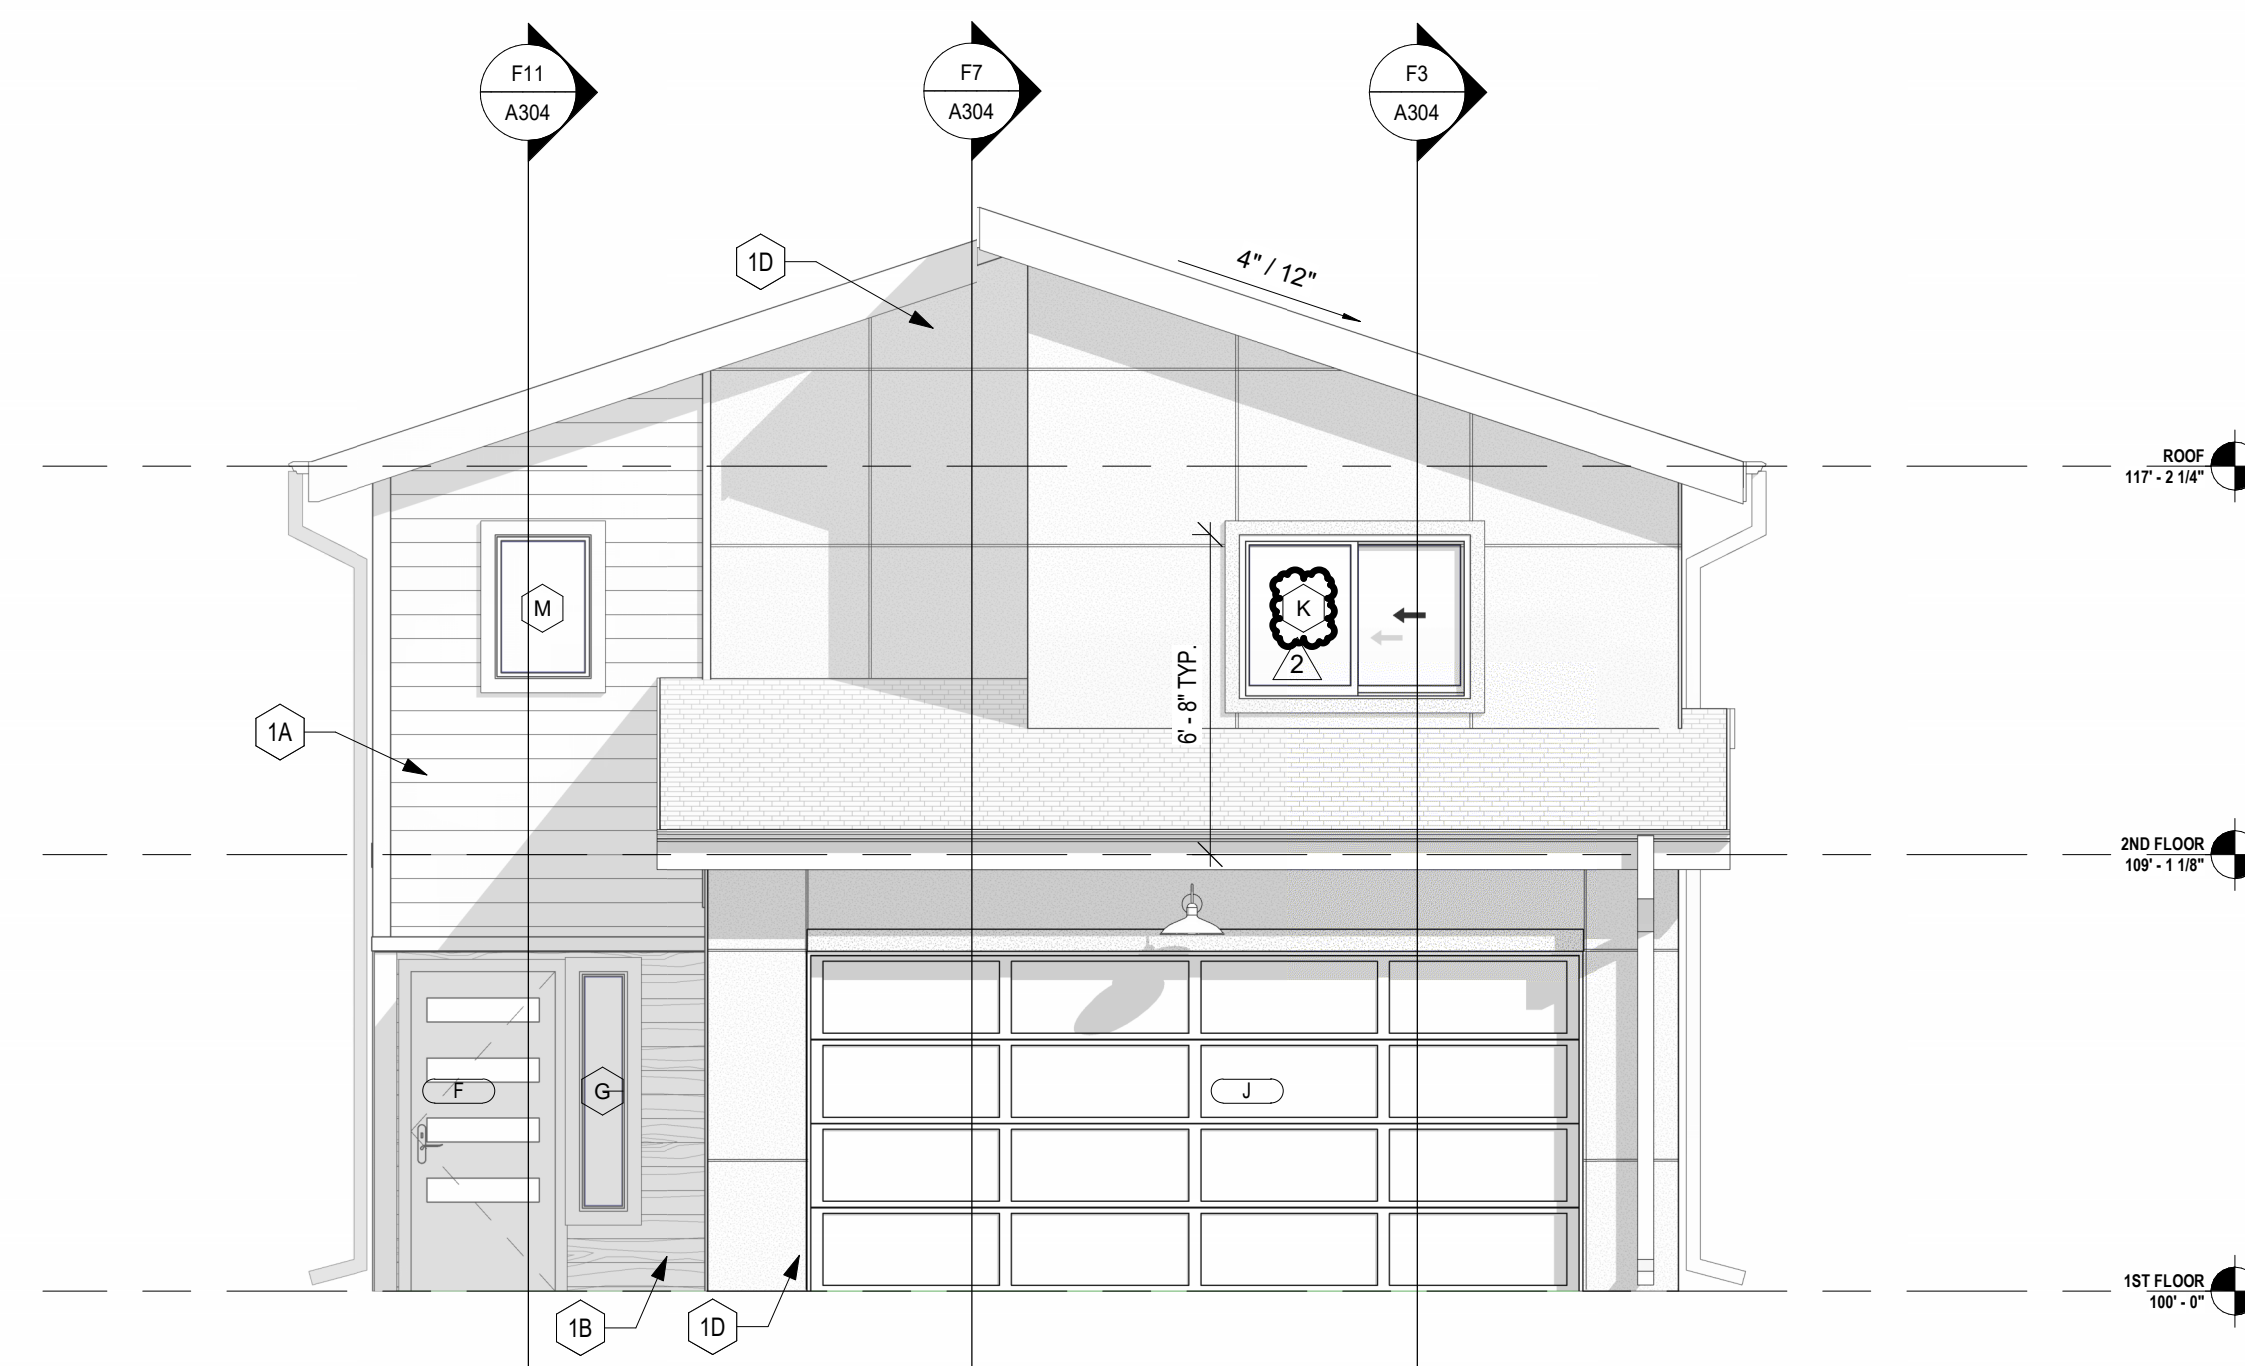 F11
A304
F7
A304
F3
A304
1D
4" / 12"
ROOF
117' - 2 1/4"
M
K
2
6' - 8" TYP.
1A
2ND FLOOR
109' - 1 1/8"
F
G
J
1ST FLOOR
100' - 0"
1B
1D